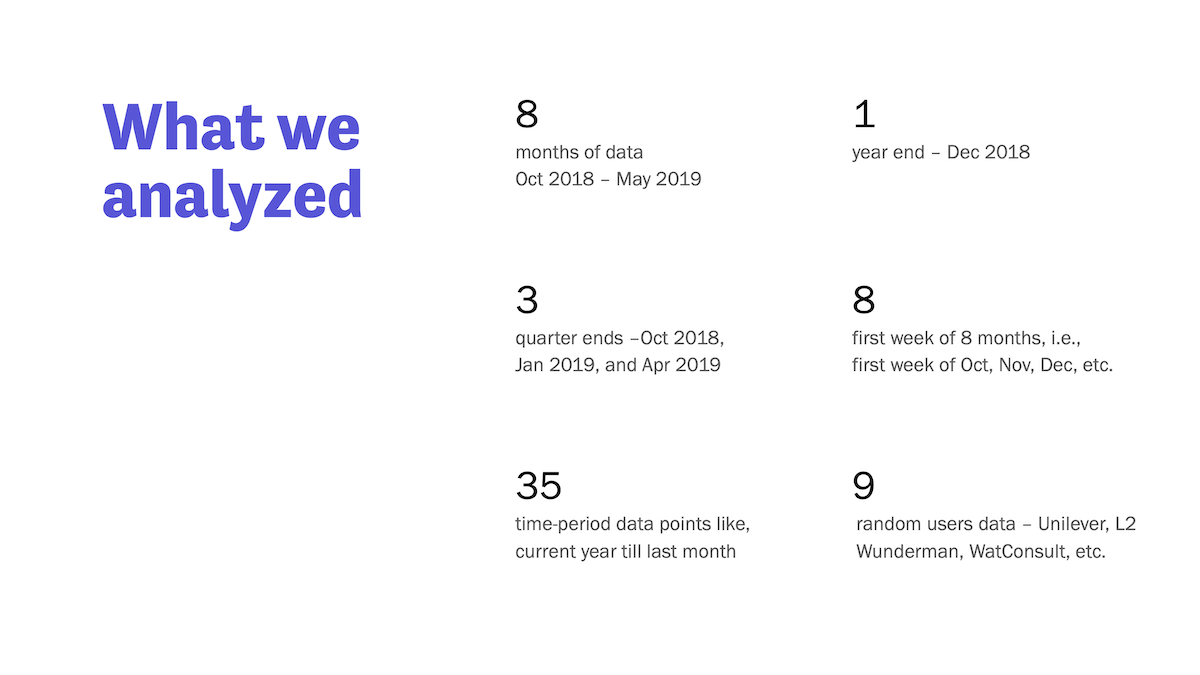 What we
analyzed
8
months of data
Oct 2018 – May 2019
1
year end – Dec 2018
3
quarter ends –Oct 2018,
Jan 2019, and Apr 2019
8
first week of 8 months, i.e.,
first week of Oct, Nov, Dec, etc.
35
time-period data points like,
current year till last month
9
random users data – Unilever, L2
Wunderman, WatConsult, etc.